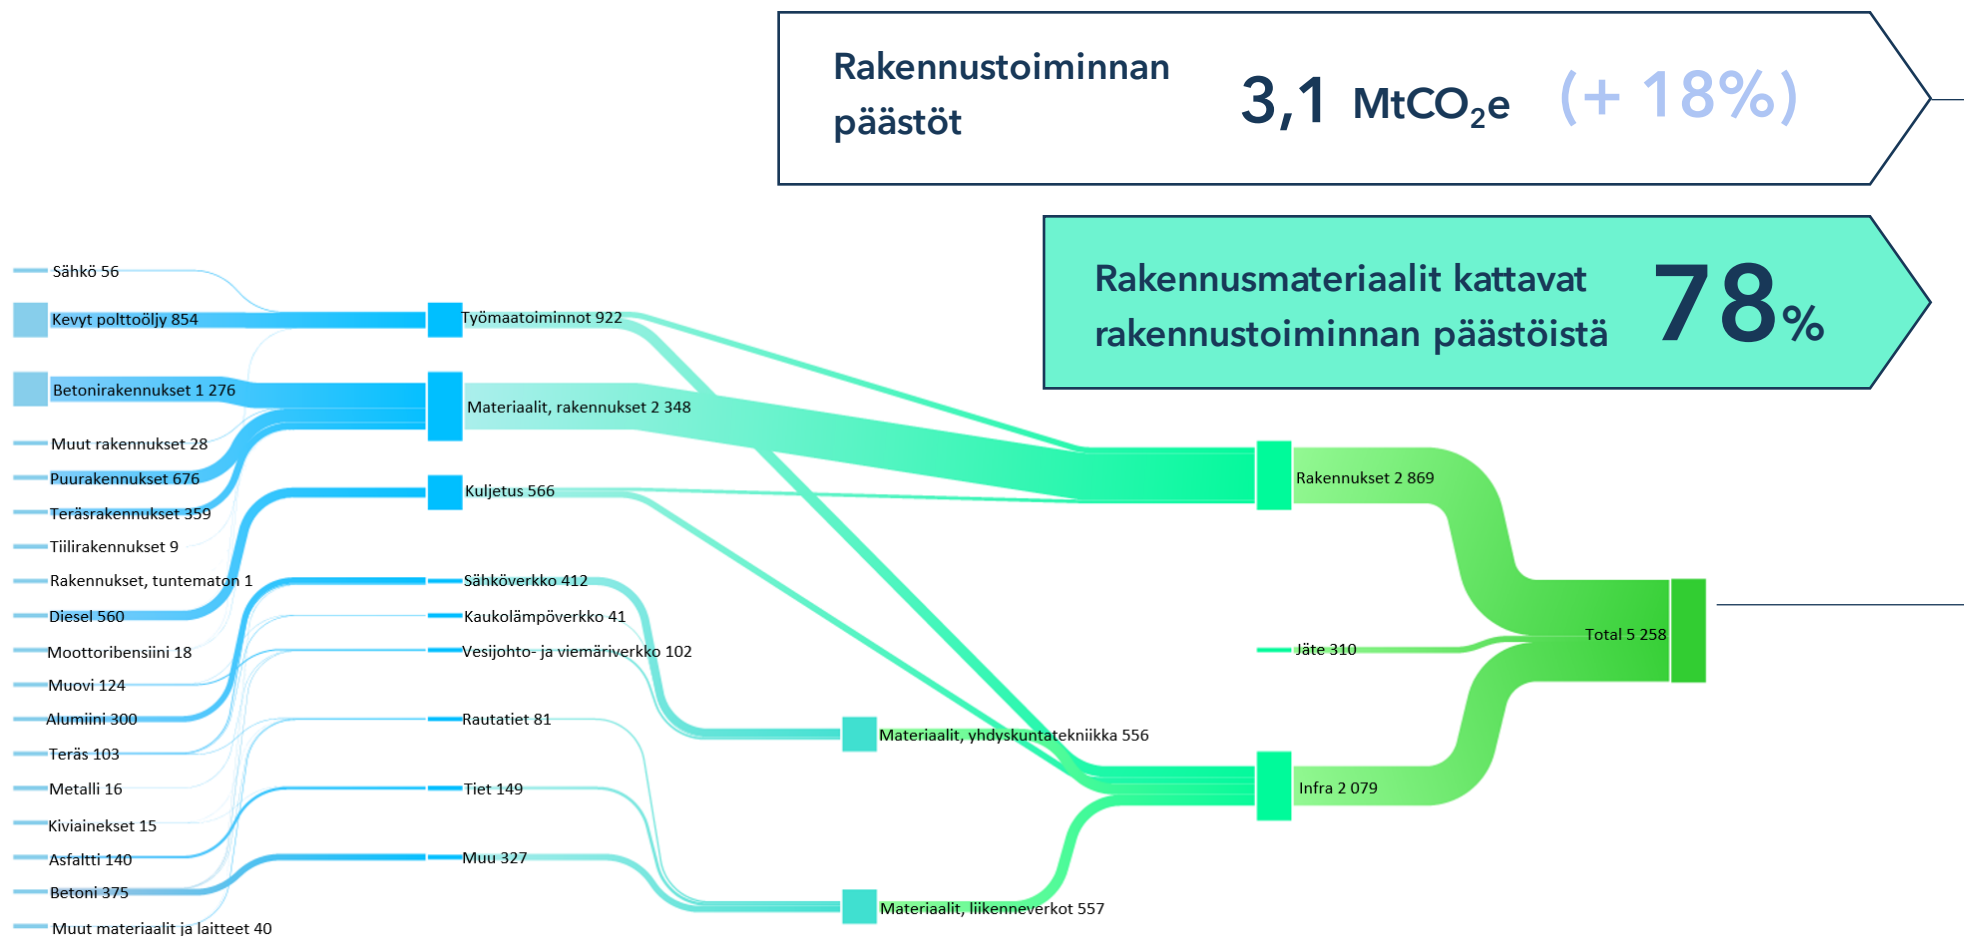 Rakennustoiminnan
päästöt
3,1 MtCO₂e (+ 18%)
Rakennusmateriaalit kattavat
rakennustoiminnan päästöistä
78%
Sähkö 56
Kevyt polttoöljy 854
Betonirakennukset 1 276
Muut rakennukset 28
Puurakennukset 676
Teräsrakennukset 359
Tiilirakennukset 9
Rakennukset, tuntematon 1
Diesel 560
Moottoribensiini 18
Muovi 124
Alumiini 300
Teräs 103
Metalli 16
Kiviainekset 15
Asfaltti 140
Betoni 375
Muut materiaalit ja laitteet 40
Työmaatoiminnot 922
Materiaalit, rakennukset 2 348
Kuljetus 566
Sähköverkko 412
Kaukolämpöverkko 41
Vesijohto- ja viemäriverkko 102
Rautatiet 81
Tiet 149
Muu 327
Materiaalit, yhdyskuntatekniikka 556
Materiaalit, liikenneverkot 557
Rakennukset 2 869
Jäte 310
Infra 2 079
Total 5 258